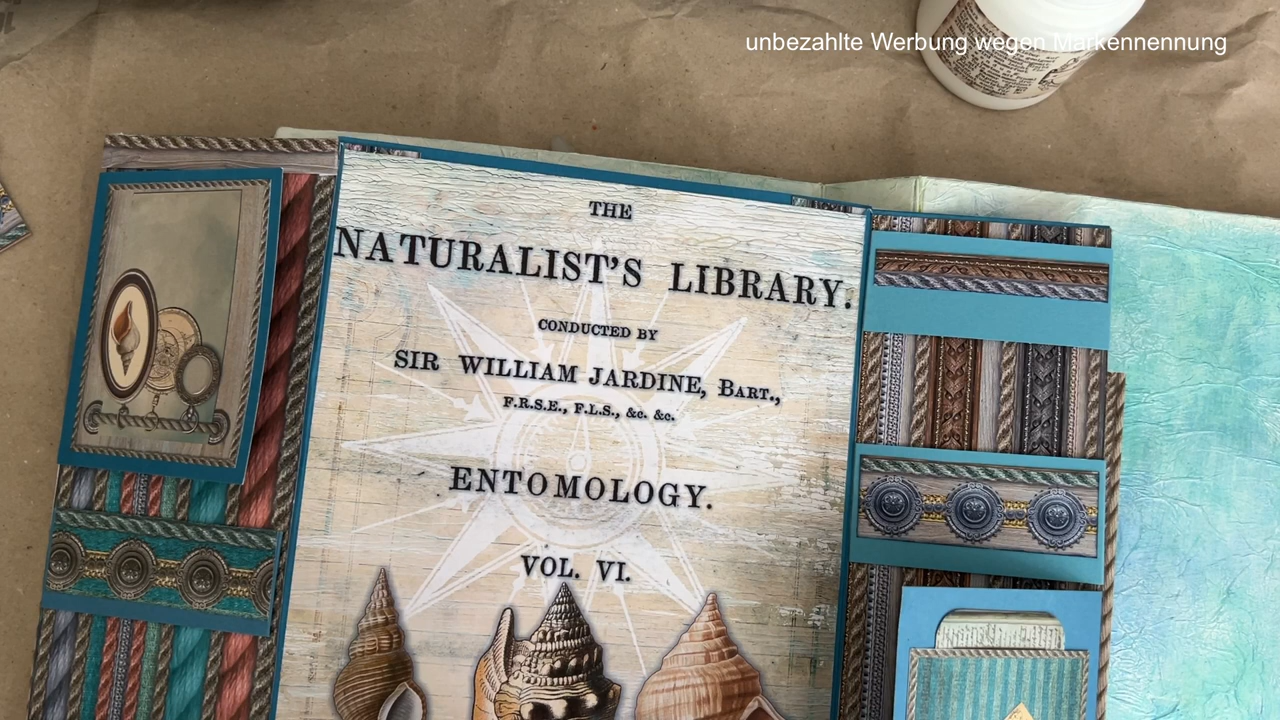 unbezahlte Werbung wegen Markennennung
THE
NATURALIST'S LIBRARY.
CONDUCTED BY
SIR WILLIAM JARDINE, BART.,
F.R.S.E., F.L.S., &c. &c.
ENTOMOLOGY.
VOL. VI.